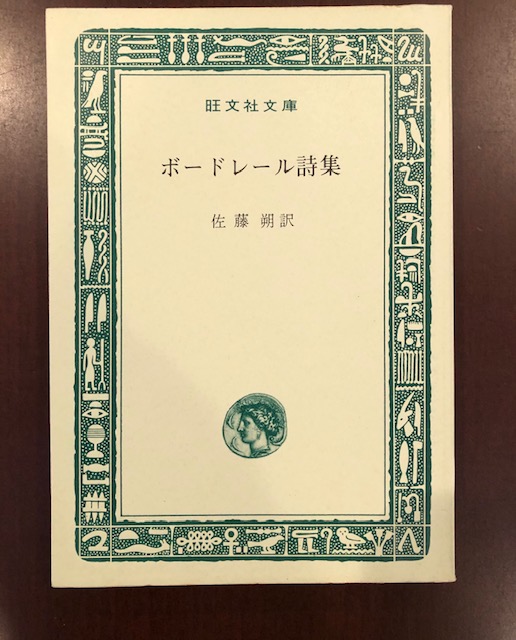 旺文社文庫
ボードレール詩集
佐藤 朔 訳